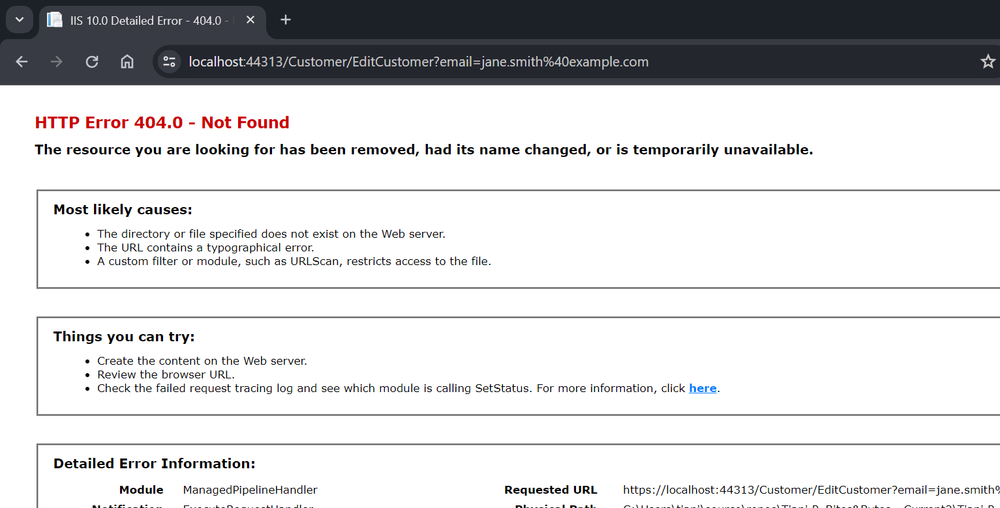 IIS 10.0 Detailed Error - 404.0 -
localhost:44313/Customer/EditCustomer?email=jane.smith%40example.com
HTTP Error 404.0 - Not Found
The resource you are looking for has been removed, had its name changed, or is temporarily unavailable.
Most likely causes:
The directory or file specified does not exist on the Web server.
The URL contains a typographical error.
A custom filter or module, such as URLScan, restricts access to the file.
Things you can try:
Create the content on the Web server.
Review the browser URL.
Check the failed request tracing log and see which module is calling SetStatus. For more information, click here.
Detailed Error Information:
Module ManagedPipelineHandler Requested URL https://localhost:44313/Customer/EditCustomer?email=jane.smith%
Notification ExecuteRequestHandler Physical Path